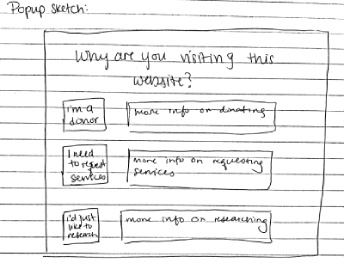 Popup sketch:
Why are you visiting this
website?
i'm a
donor
more info on donating
I need
to request
services
more info on requesting
services
i'd just
like to
research
more info on researching